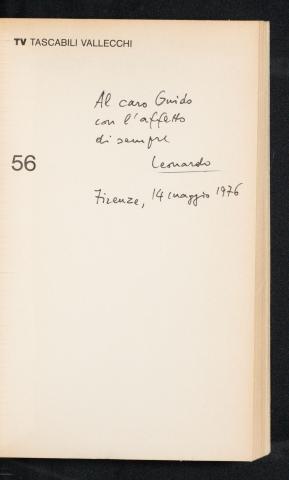 TV TASCABILI VALLECCHI
Al caro Guido
con l'affetto
di sempre
56
Leonardo
Firenze, 14 maggio 1976